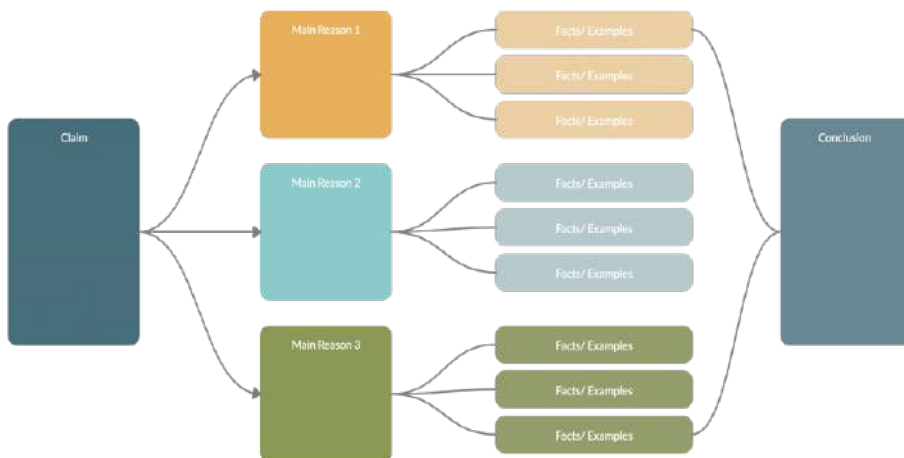 Claim
Main Reason 1
Facts/ Examples
Facts/ Examples
Facts/ Examples
Main Reason 2
Facts/ Examples
Facts/ Examples
Facts/ Examples
Main Reason 3
Facts/ Examples
Facts/ Examples
Facts/ Examples
Conclusion